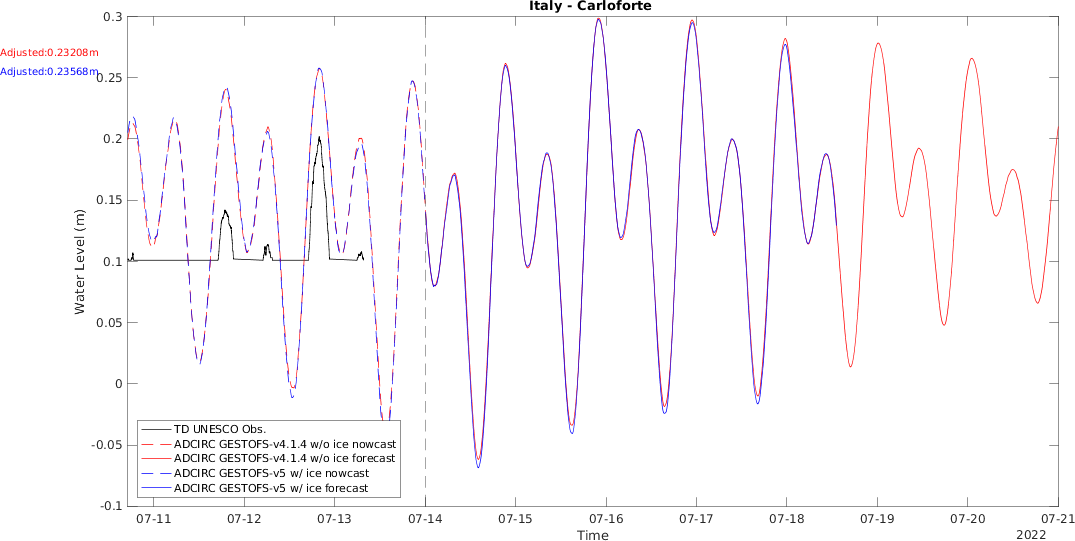 Italy - Carloforte
Adjusted:0.23208m
Adjusted:0.23568m
0.3
0.25
0.2
0.15
0.1
0.05
0
-0.05
-0.1
Water Level (m)
TD UNESCO Obs.
ADCIRC GESTOFS-v4.1.4 w/o ice nowcast
ADCIRC GESTOFS-v4.1.4 w/o ice forecast
ADCIRC GESTOFS-v5 w/ ice nowcast
ADCIRC GESTOFS-v5 w/ ice forecast
07-11 07-12 07-13 07-14 07-15 07-16 07-17 07-18 07-19 07-20 07-21
Time
2022